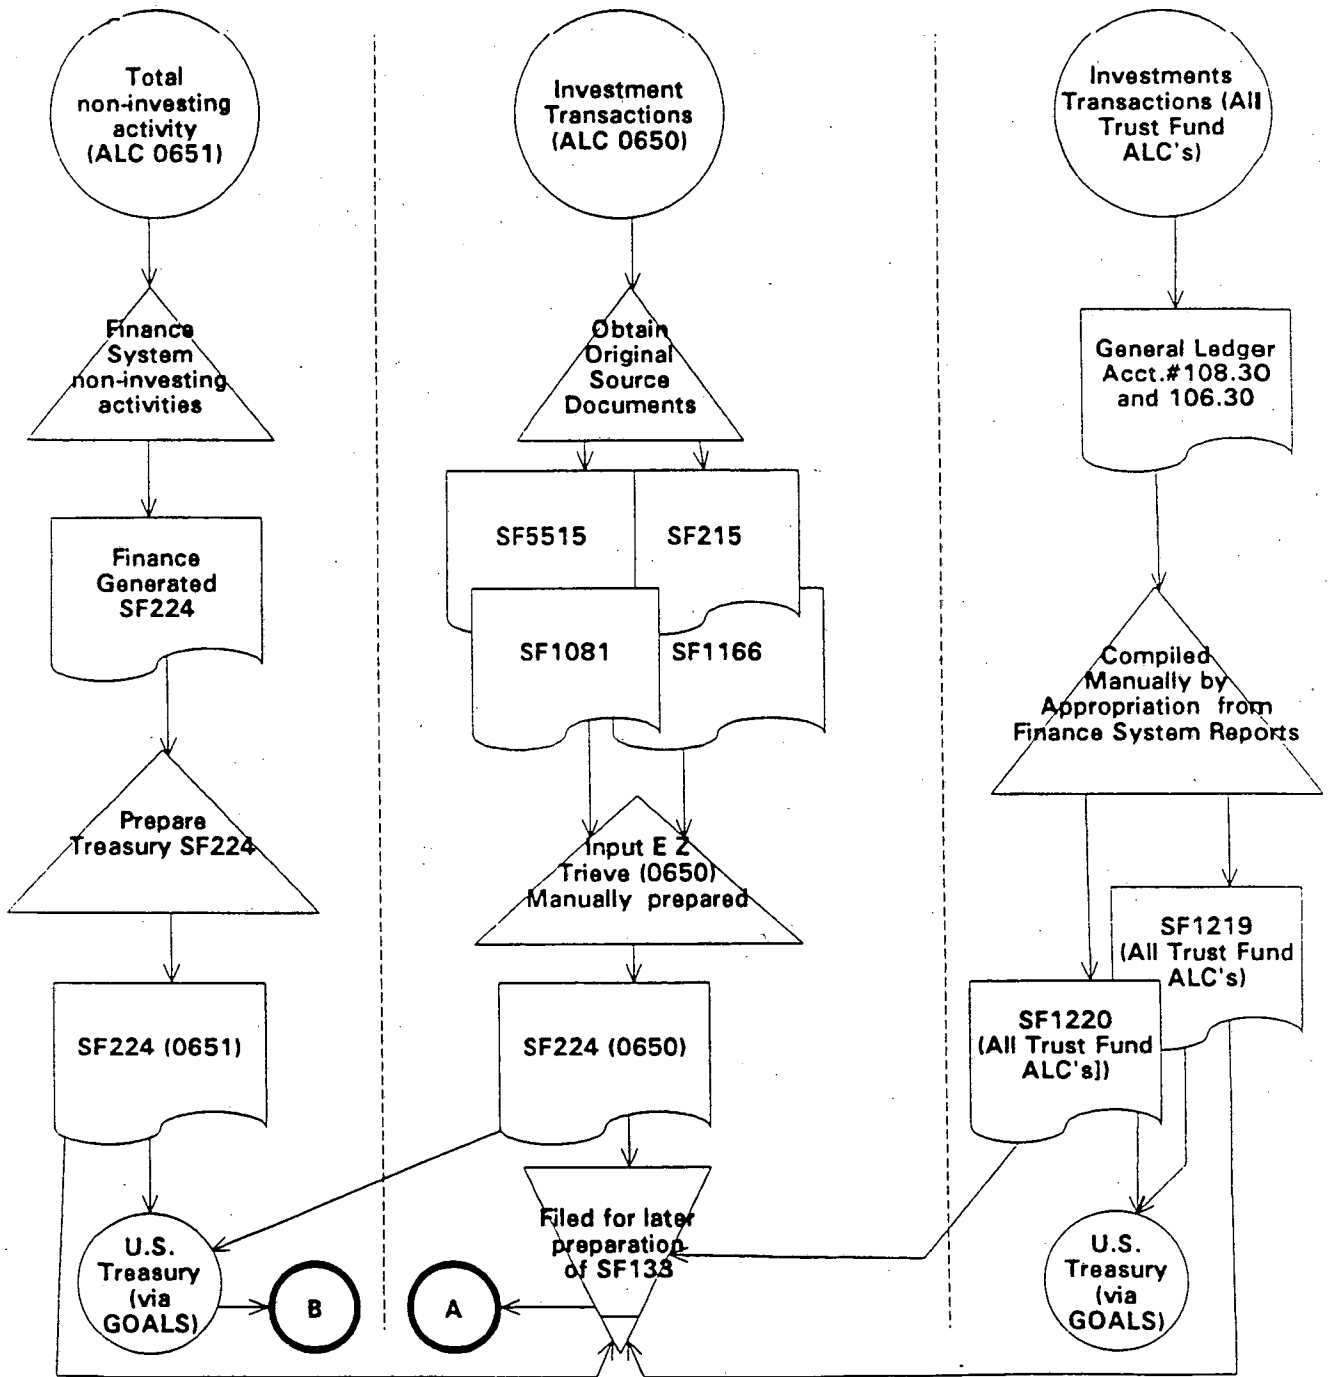 Total
non-investing
activity
(ALC 0651)
Finance
System
non-investing
activities
Finance
Generated
SF224
Prepare
Treasury SF224
SF224 (0651)
U.S.
Treasury
(via
GOALS)
B
Investment
Transactions
(ALC 0650)
Obtain
Original
Source
Documents
SF5515
SF215
SF1081
SF1166
Input E Z
Trieve (0650)
Manually prepared
SF224 (0650)
Filed for later
preparation
of SF133
A
Investments
Transactions (All
Trust Fund
ALC's)
General Ledger
Acct.#108.30
and 106.30
Compiled
Manually by
Appropriation from
Finance System Reports
SF1219
(All Trust Fund
ALC's)
SF1220
(All Trust Fund
ALC's])
U.S.
Treasury
(via
GOALS)